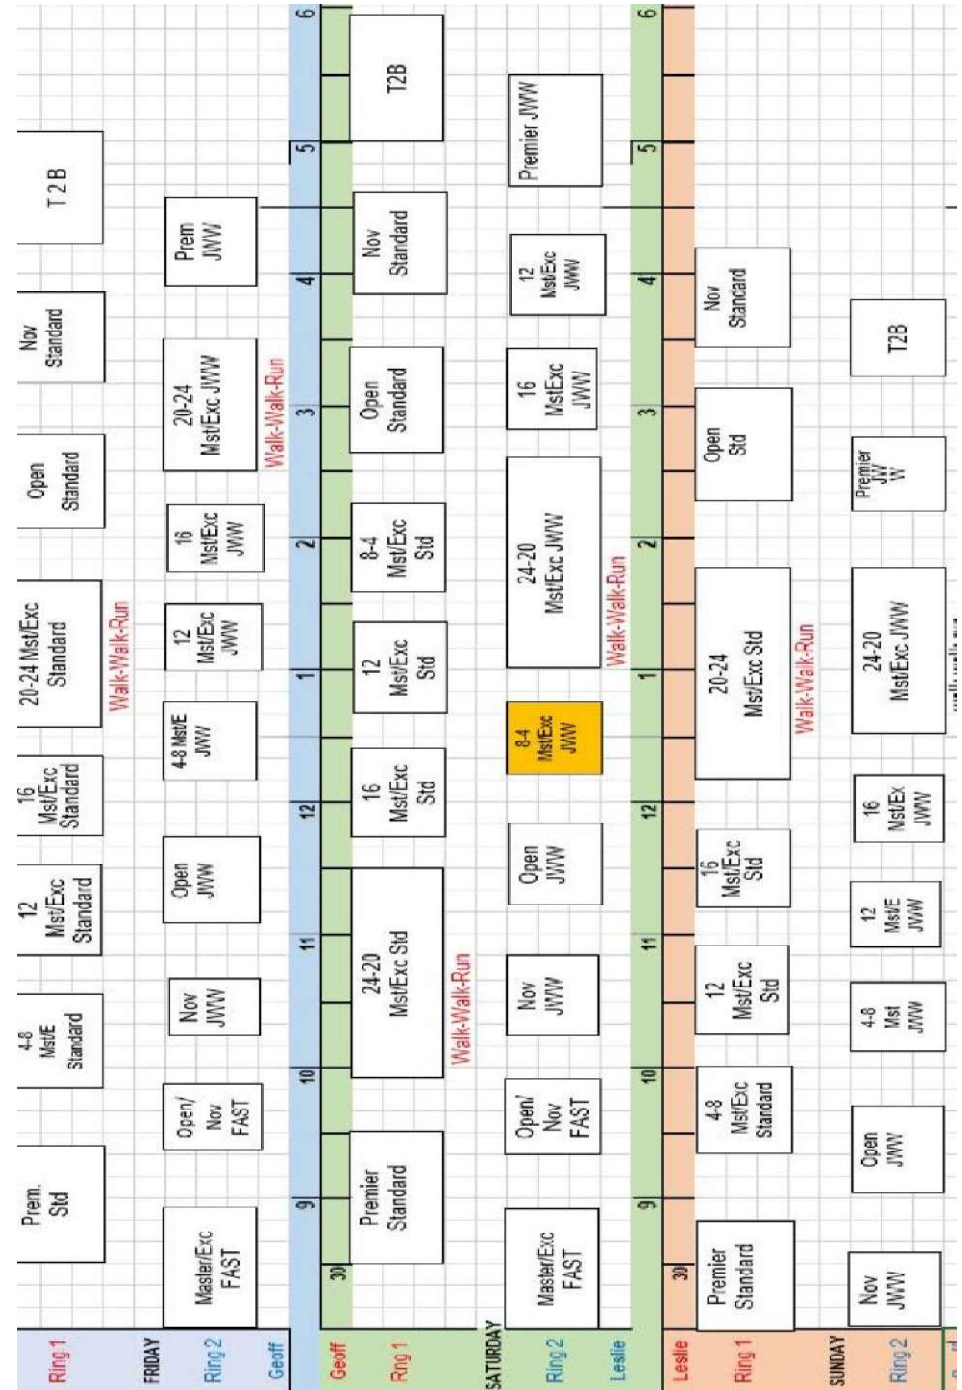 Ring 1
Prem.
Std
4-8
Mst/E
Standard
12
Mst/Exc
Standard
16
Mst/Exc
Standard
20-24 Mst/Exc
Standard
Open
Standard
Nov
Standard
T 2 B
Walk-Walk-Run
FRIDAY
Ring 2
Master/Exc
FAST
Open/
Nov
FAST
Nov
JWW
Open
JWW
4-8 Mst/E
JWW
12
Mst/Exc
JWW
16
Mst/Exc
JWW
20-24
Mst/Exc JWW
Prem
JWW
Geoff
Walk-Walk-Run
9 10 11 12 1 2 3 4 5 6
Geoff
30
Ring 1
Premier
Standard
24-20
Mst/Exc Std
16
Mst/Exc
Std
12
Mst/Exc
Std
8-4
Mst/Exc
Std
Open
Standard
Nov
Standard
T2B
Walk-Walk-Run
SATURDAY
Ring 2
Master/Exc
FAST
Open/
Nov
FAST
Nov
JWW
Open
JWW
8-4
Mst/Exc
JWW
24-20
Mst/Exc JWW
16
MstExc
JWW
12
Mst/Exc
JWW
Premier JWW
Leslie
Walk-Walk-Run
9 10 11 12 1 2 3 4 5 6
Leslie
30
Ring 1
Premier
Standard
4-8
Mst/Exc
Standard
12
Mst/Exc
Std
16
Mst/Exc
Std
20-24
Mst/Exc Std
Open
Std
Nov
Standard
Walk-Walk-Run
SUNDAY
Ring 2
Nov
JWW
Open
JWW
4-8
Mst
JWW
12
Mst/E
JWW
16
Nst/Ex
JWW
24-20
Mst/Exc JWW
Premier
JW
W
T2B